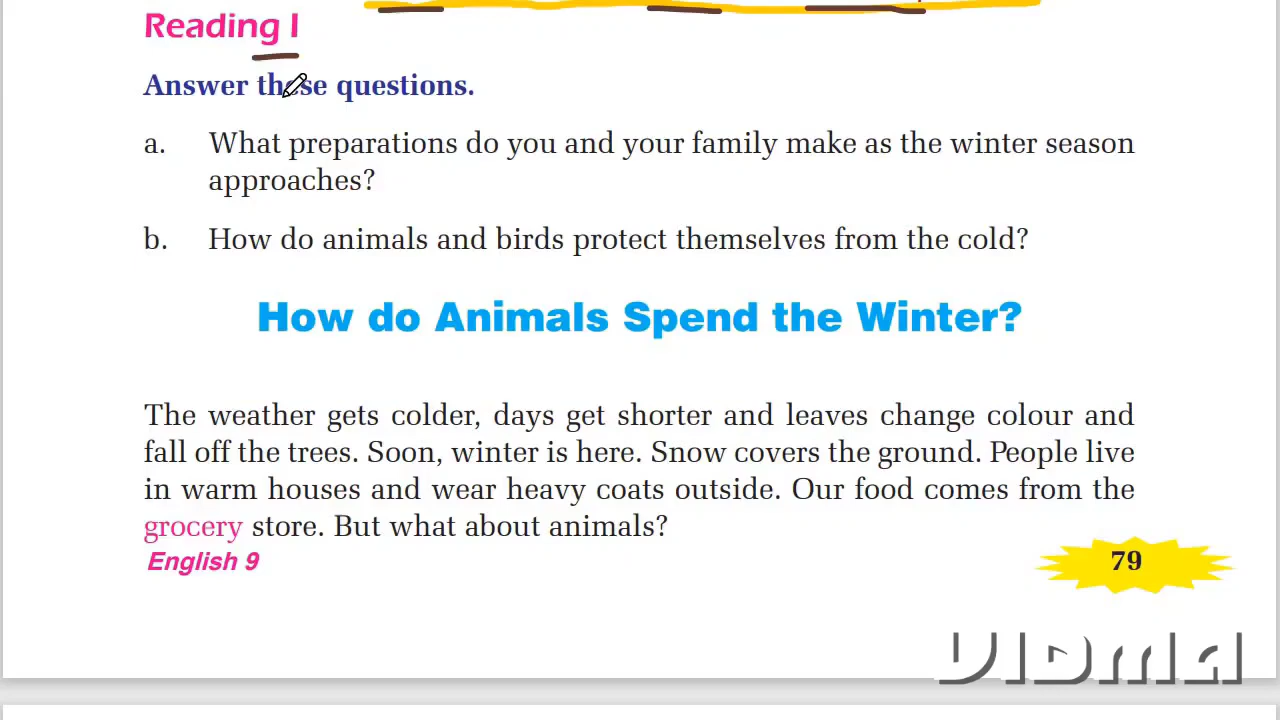 Reading I
Answer these questions.
a. What preparations do you and your family make as the winter season
approaches?
b. How do animals and birds protect themselves from the cold?
How do Animals Spend the Winter?
The weather gets colder, days get shorter and leaves change colour and
fall off the trees. Soon, winter is here. Snow covers the ground. People live
in warm houses and wear heavy coats outside. Our food comes from the
grocery store. But what about animals?
English 9
79
VIDMA